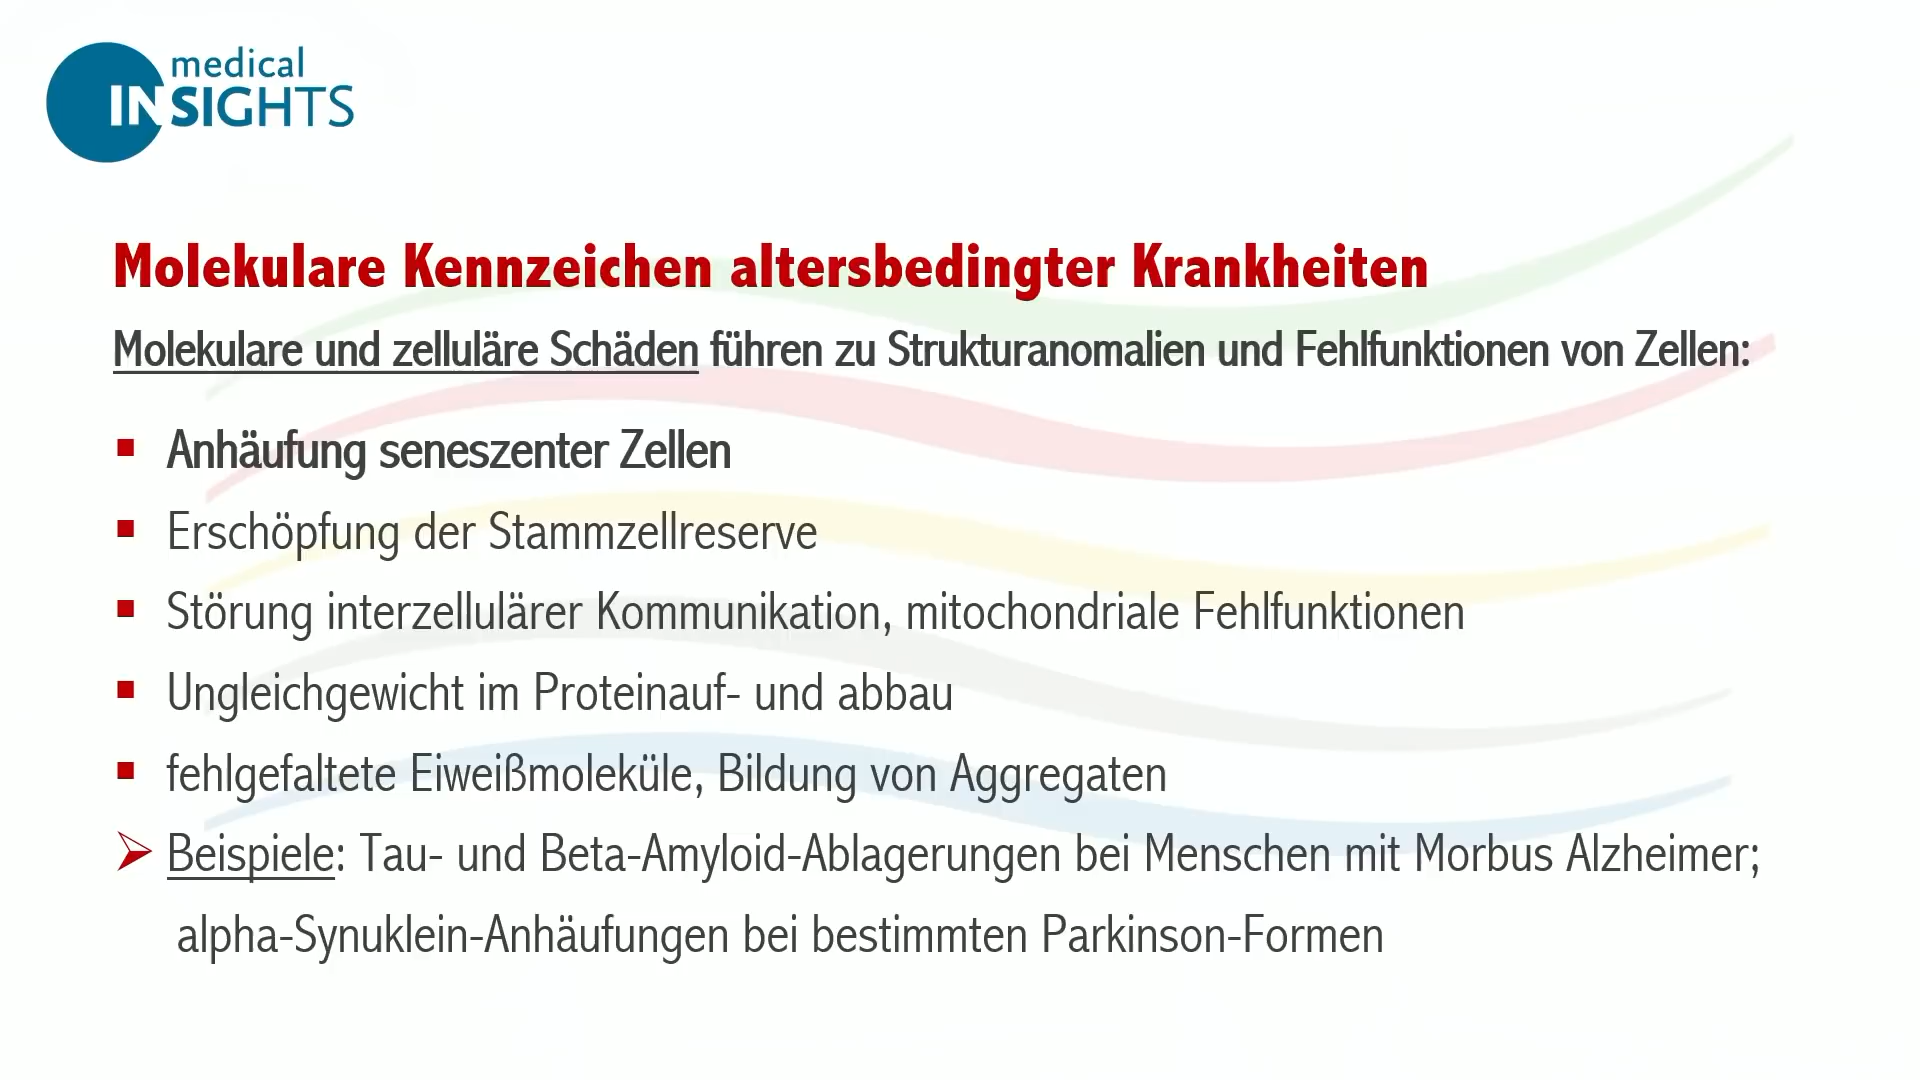 medical
INSIGHTS
Molekulare Kennzeichen altersbedingter Krankheiten
Molekulare und zelluläre Schäden führen zu Strukturanomalien und Fehlfunktionen von Zellen:
▪ Anhäufung seneszenter Zellen
▪ Erschöpfung der Stammzellreserve
▪ Störung interzellulärer Kommunikation, mitochondriale Fehlfunktionen
▪ Ungleichgewicht im Proteinauf- und abbau
▪ fehlgefaltete Eiweißmoleküle, Bildung von Aggregaten
➢ Beispiele: Tau- und Beta-Amyloid-Ablagerungen bei Menschen mit Morbus Alzheimer;
alpha-Synuklein-Anhäufungen bei bestimmten Parkinson-Formen